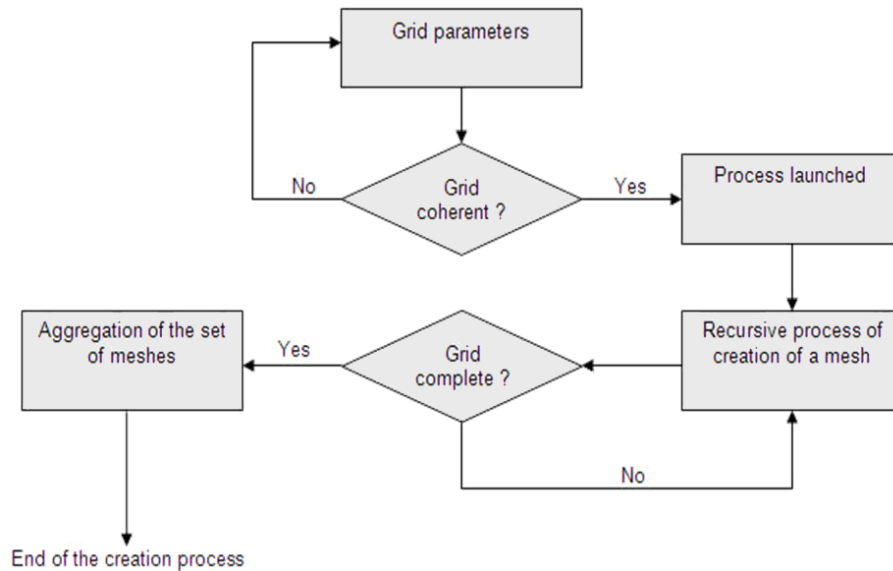 Grid parameters
No
Grid
coherent ?
Yes
Process launched
Aggregation of the set
of meshes
Yes
Grid
complete ?
Recursive process of
creation of a mesh
No
End of the creation process